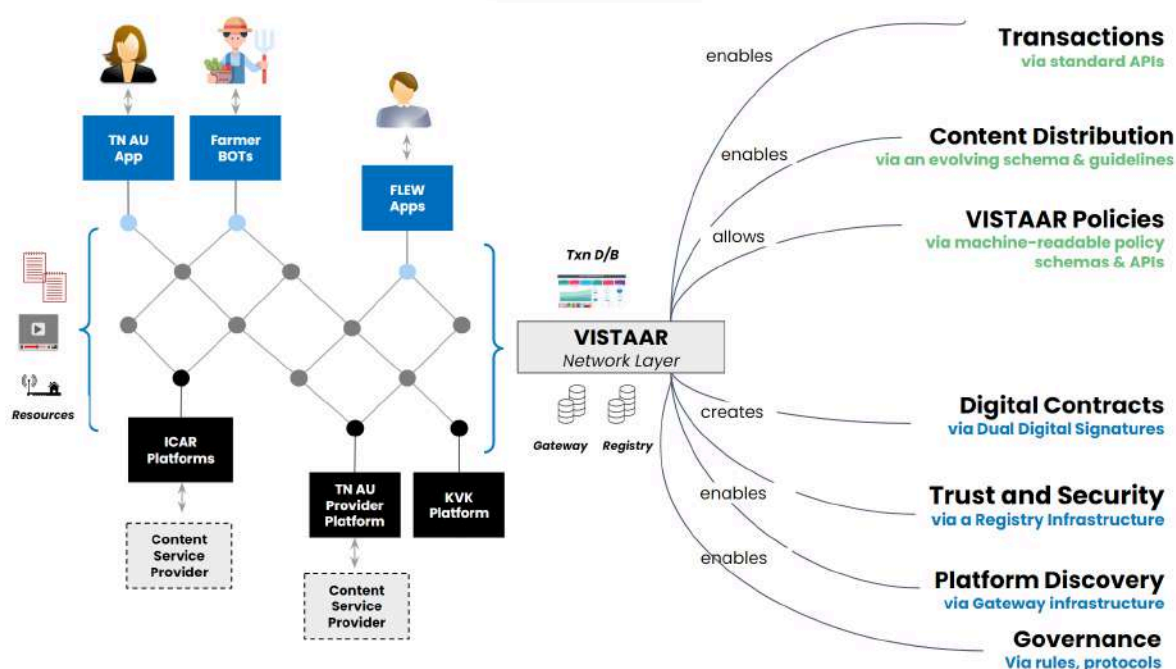 TN AU
App
Farmer
BOTs
FLEW
Apps
Resources
ICAR
Platforms
TN AU
Provider
Platform
KVK
Platform
Content
Service
Provider
Content
Service
Provider
Txn D/B
VISTAAR
Network Layer
Gateway
Registry
enables
Transactions
via standard APIs
enables
Content Distribution
via an evolving schema & guidelines
allows
VISTAAR Policies
via machine-readable policy
schemas & APIs
creates
Digital Contracts
via Dual Digital Signatures
Trust and Security
via a Registry Infrastructure
enables
Platform Discovery
via Gateway infrastructure
enables
Governance
Via rules, protocols